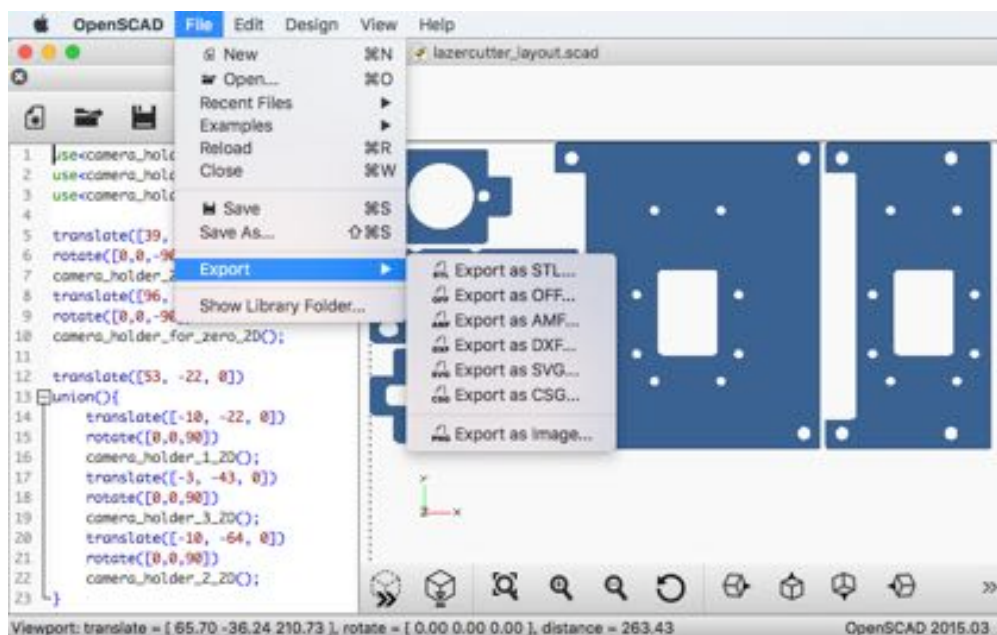 OpenSCAD File Edit Design View Help
lazercutter_layout.scad
New ⌘N
Open... ⌘O
Recent Files
Examples
Reload ⌘R
Close ⌘W
Save ⌘S
Save As... ⇧⌘S
Export
Show Library Folder...
Export as STL...
Export as OFF...
Export as AMF...
Export as DXF...
Export as SVG...
Export as CSG...
Export as Image...
1 use<camera_hol
2 use<camera_hol
3 use<camera_hol
4
5 translate([39,
6 rotate([0,0,-90
7 camera_holder_
8 translate([96,
9 rotate([0,0,-90
10 camera_holder_for_zero_2D();
11
12 translate([53, -22, 0])
13 union(){
14 translate([-10, -22, 0])
15 rotate([0,0,90])
16 camera_holder_1_2D();
17 translate([-3, -43, 0])
18 rotate([0,0,90])
19 camera_holder_3_2D();
20 translate([-10, -64, 0])
21 rotate([0,0,90])
22 camera_holder_2_2D();
23 }
Viewport: translate = [ 65.70 -36.24 210.73 ], rotate = [ 0.00 0.00 0.00 ], distance = 263.43
OpenSCAD 2015.03